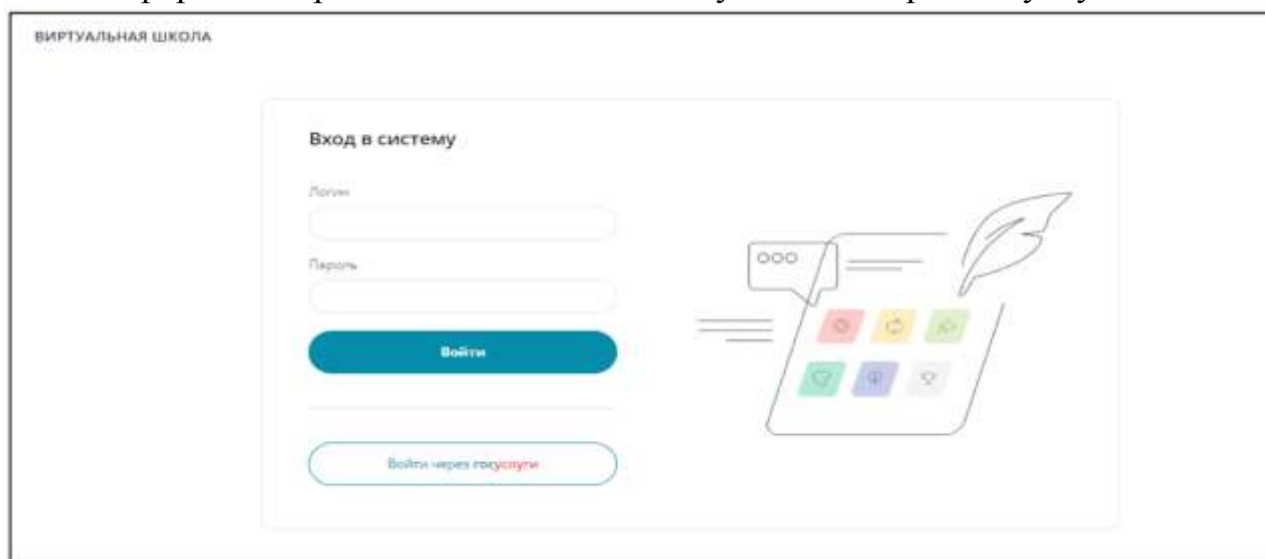 ВИРТУАЛЬНАЯ ШКОЛА
Вход в систему
Логин
Пароль
Войти
Войти через госуслуги